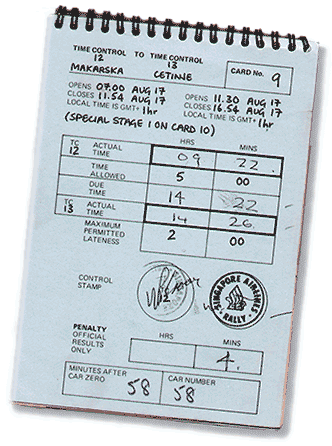 TIME CONTROL TO TIME CONTROL
12 13
MAKARSKA CETINJE
CARD No. 9
OPENS 07.00 AUG 17 OPENS 11.30 AUG 17
CLOSES 11.54 AUG 17 CLOSES 16.54 AUG 17
LOCAL TIME IS GMT+ 1hr LOCAL TIME IS GMT+ 1hr
(SPECIAL STAGE 1 ON CARD 10)
HRS MINS
TC 12 ACTUAL TIME 09 22
TIME ALLOWED 5 00
DUE TIME 14 22
TC 13 ACTUAL TIME 14 26
MAXIMUM PERMITTED LATENESS 2 00
CONTROL STAMP
SINGAPORE AIRLINES RALLY
PENALTY
OFFICIAL RESULTS ONLY
HRS MINS
4.
MINUTES AFTER CAR ZERO 58 CAR NUMBER 58